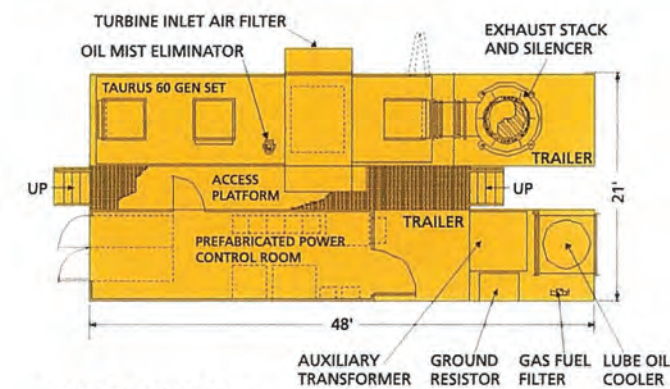 TURBINE INLET AIR FILTER
OIL MIST ELIMINATOR
EXHAUST STACK
AND SILENCER
TAURUS 60 GEN SET
TRAILER
UP
ACCESS
PLATFORM
UP
21'
TRAILER
PREFABRICATED POWER
CONTROL ROOM
48'
AUXILIARY
TRANSFORMER
GROUND
RESISTOR
GAS FUEL
FILTER
LUBE OIL
COOLER